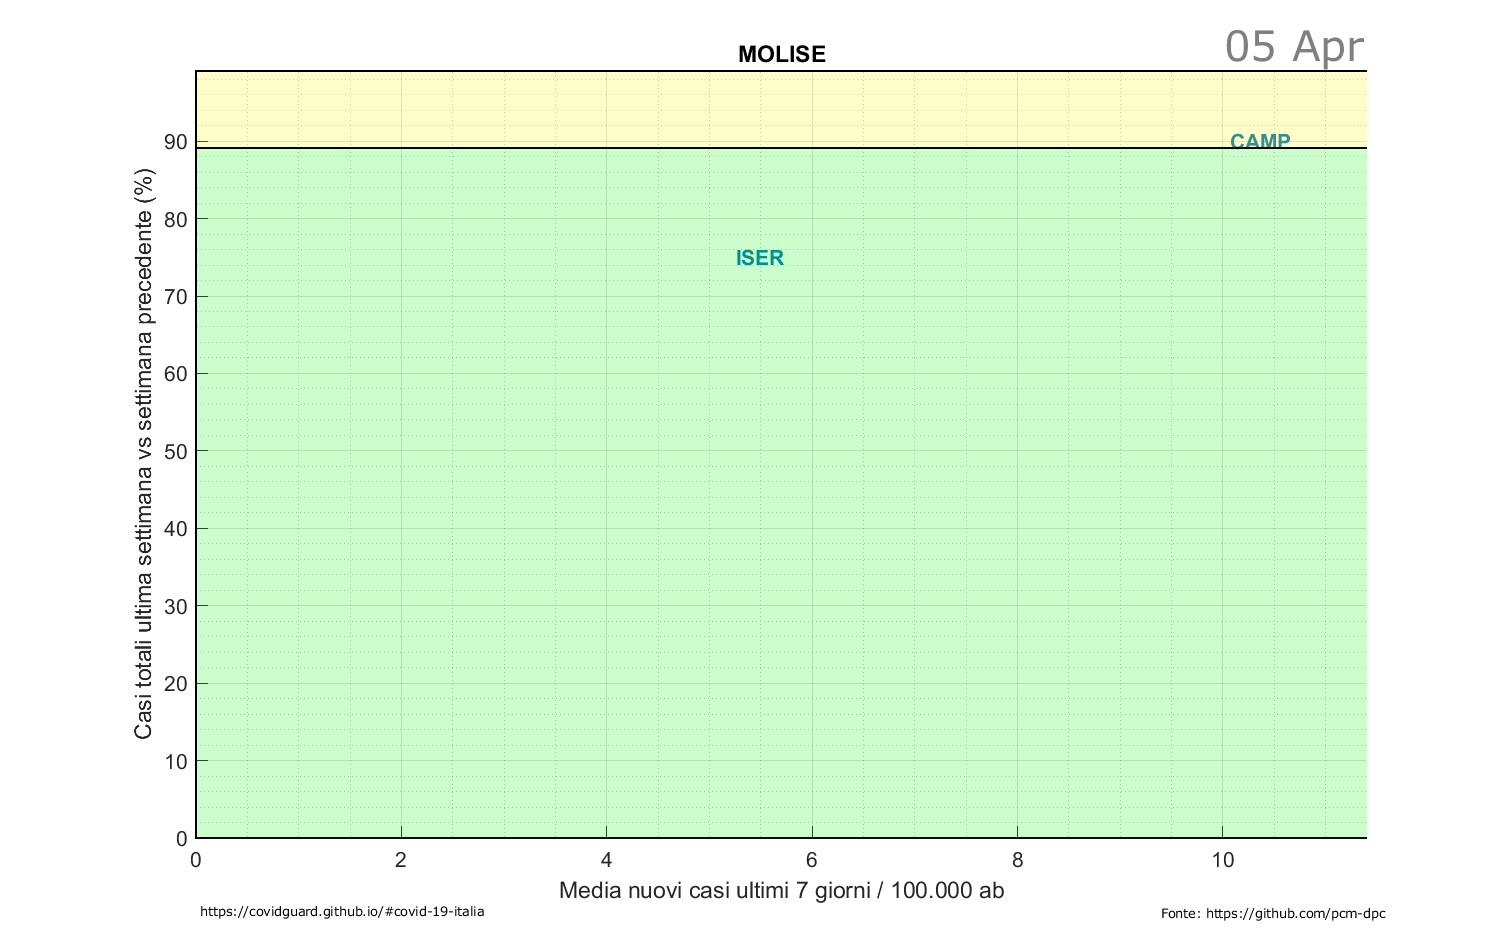 05 Apr
MOLISE
Casi totali ultima settimana vs settimana precedente (%)
90
80
70
60
50
40
30
20
10
0
CAMP
ISER
0 2 4 6 8 10
Media nuovi casi ultimi 7 giorni / 100.000 ab
https://covidguard.github.io/#covid-19-italia
Fonte: https://github.com/pcm-dpc